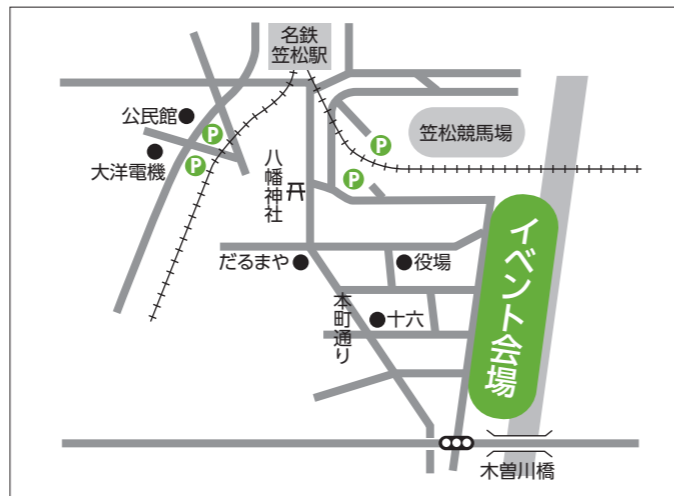 名鉄
笠松駅
公民館
P
大洋電機
P
八幡神社
P
P
笠松競馬場
だるまや
役場
イベント会場
本町通り
十六
木曽川橋